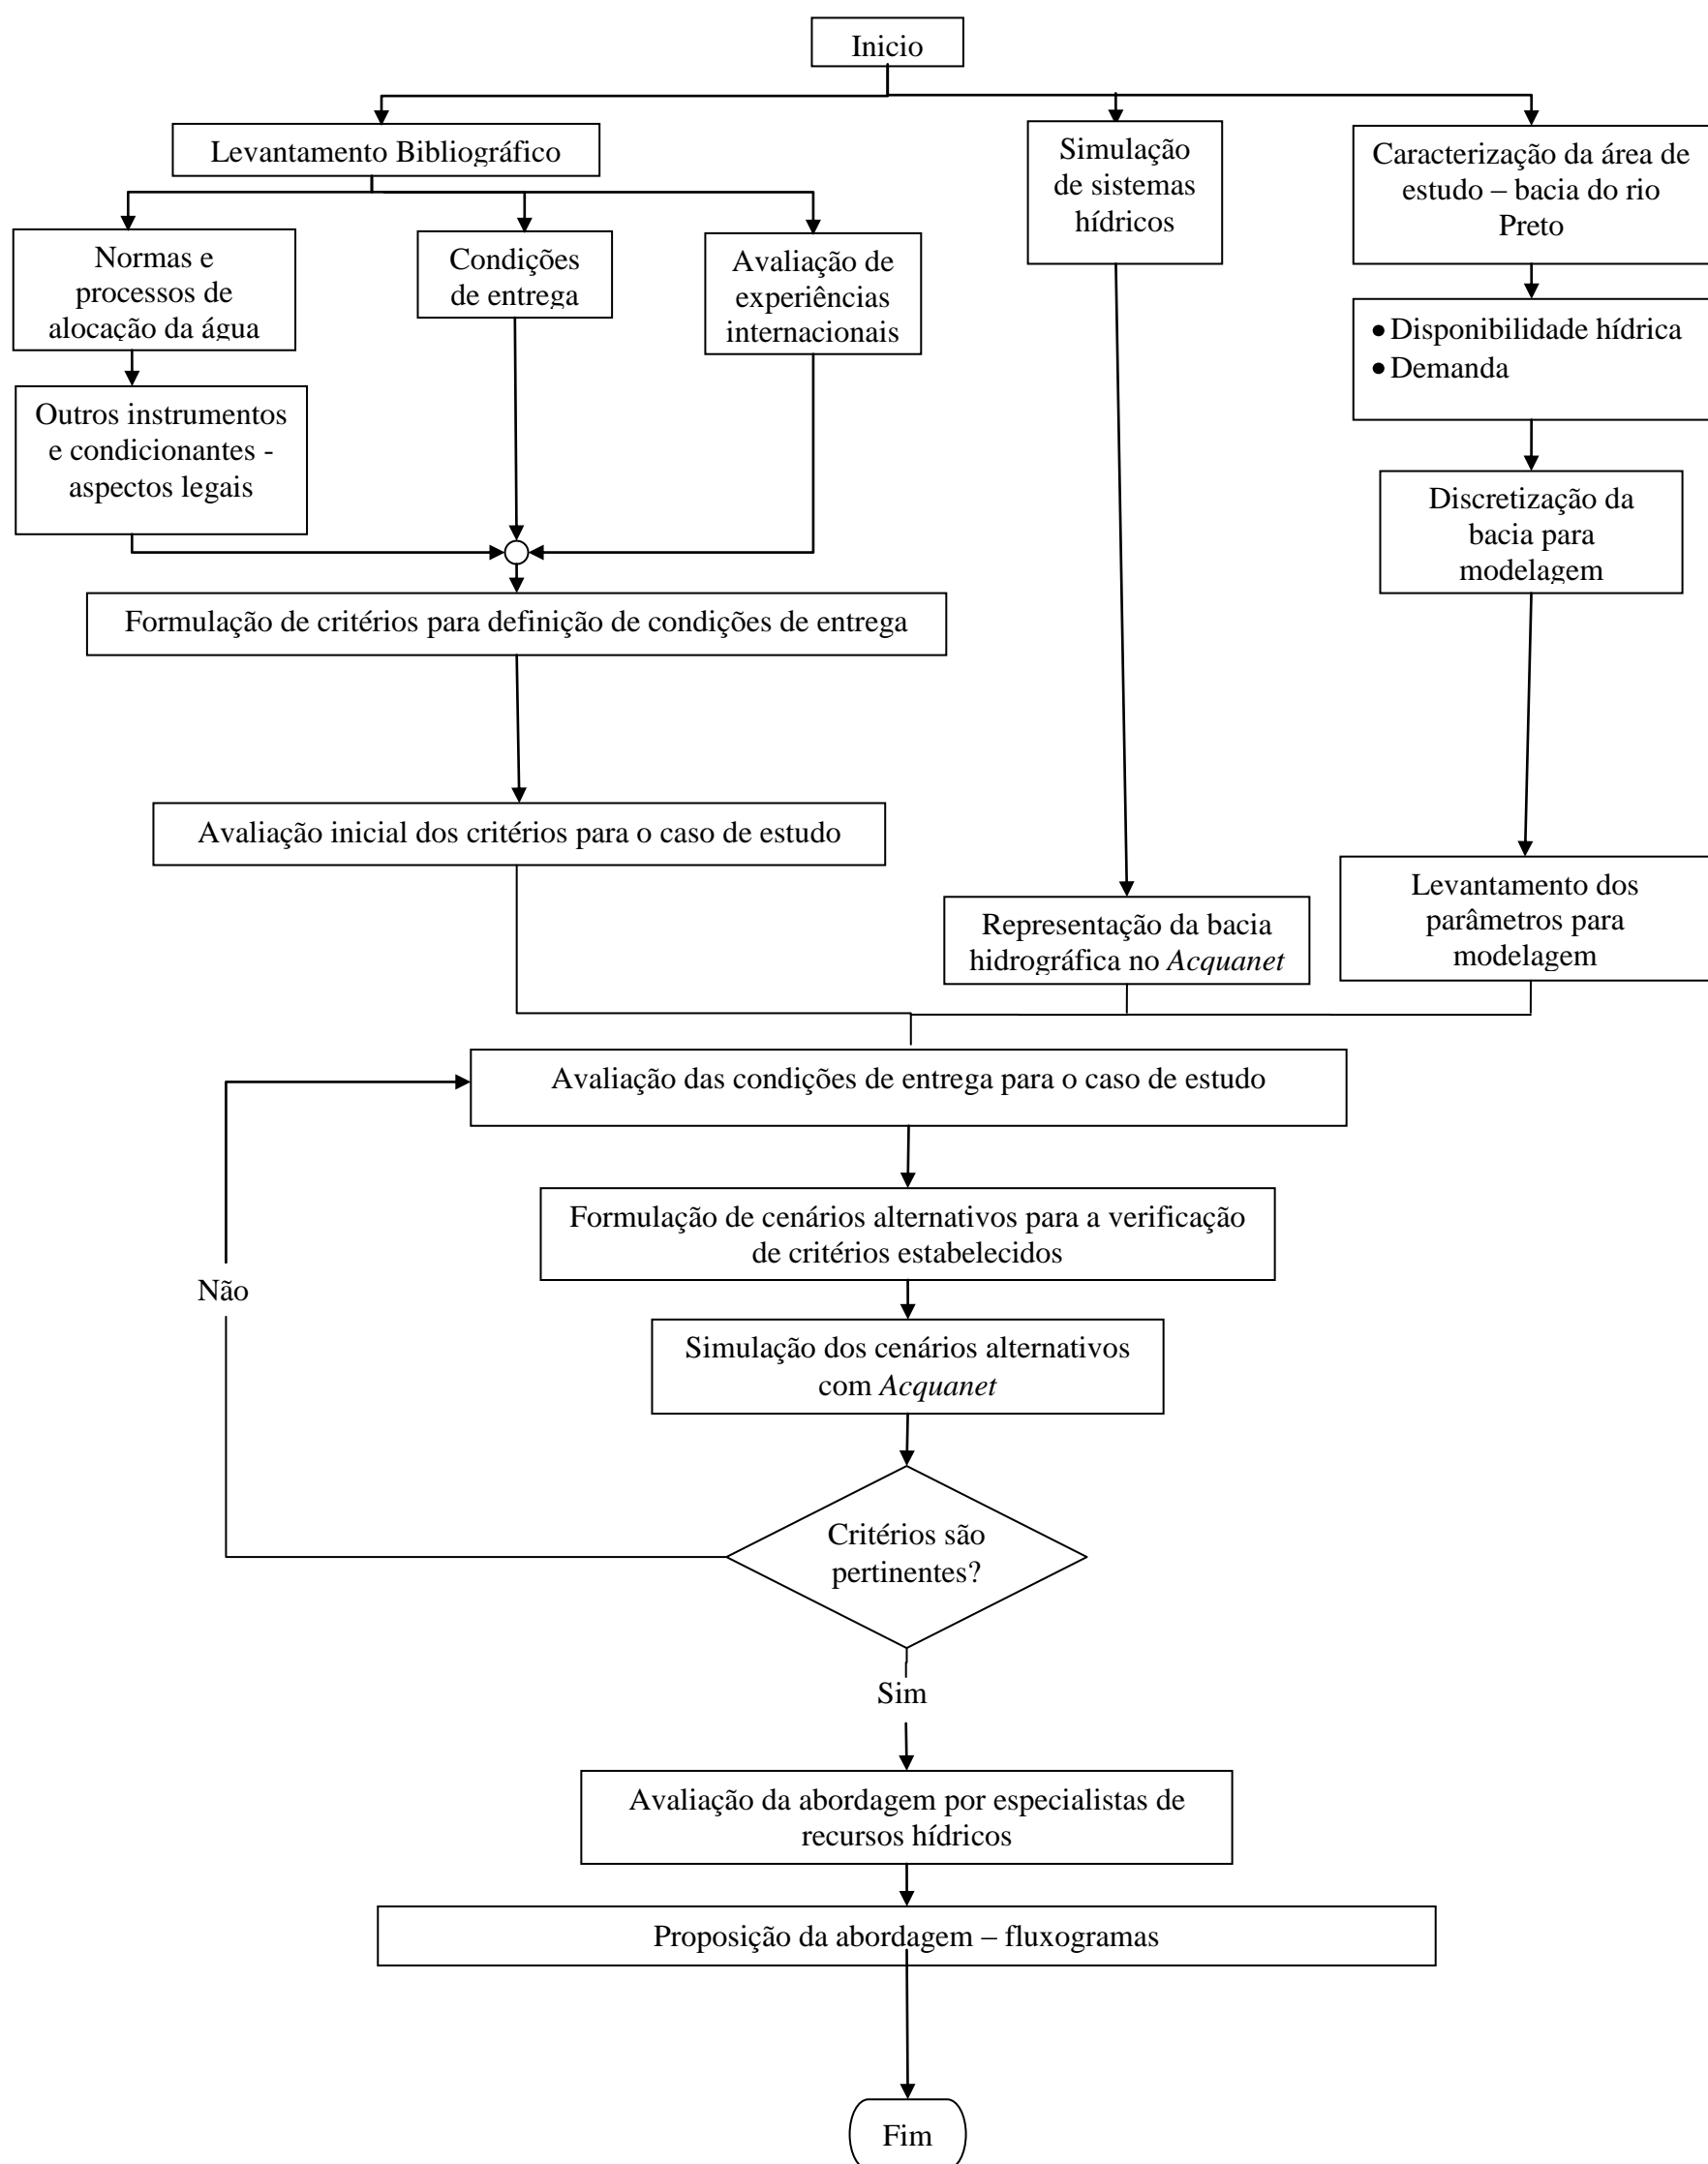 Inicio
Levantamento Bibliográfico
Simulação
de sistemas
hídricos
Caracterização da área de
estudo – bacia do rio
Preto
Normas e
processos de
alocação da água
Condições
de entrega
Avaliação de
experiências
internacionais
• Disponibilidade hídrica
• Demanda
Outros instrumentos
e condicionantes -
aspectos legais
Discretização da
bacia para
modelagem
Formulação de critérios para definição de condições de entrega
Avaliação inicial dos critérios para o caso de estudo
Representação da bacia
hidrográfica no Acquanet
Levantamento dos
parâmetros para
modelagem
Avaliação das condições de entrega para o caso de estudo
Formulação de cenários alternativos para a verificação
de critérios estabelecidos
Não
Simulação dos cenários alternativos
com Acquanet
Critérios são
pertinentes?
Sim
Avaliação da abordagem por especialistas de
recursos hídricos
Proposição da abordagem – fluxogramas
Fim